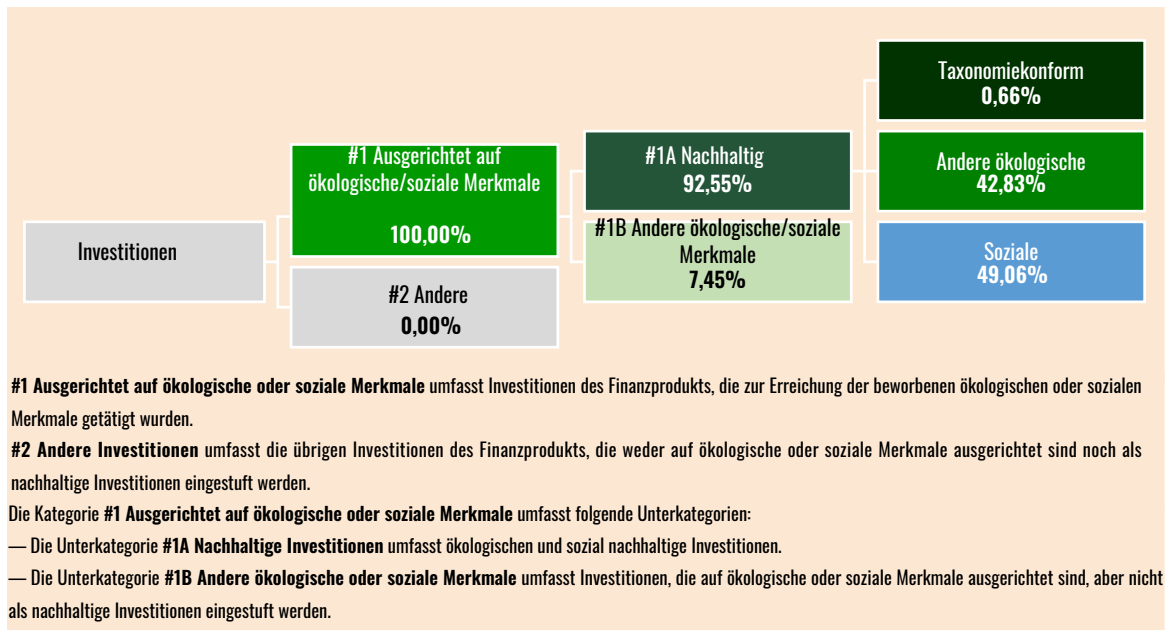 Investitionen
#1 Ausgerichtet auf
ökologische/soziale Merkmale
100,00%
#2 Andere
0,00%
#1A Nachhaltig
92,55%
#1B Andere ökologische/soziale
Merkmale
7,45%
Taxonomiekonform
0,66%
Andere ökologische
42,83%
Soziale
49,06%
#1 Ausgerichtet auf ökologische oder soziale Merkmale umfasst Investitionen des Finanzprodukts, die zur Erreichung der beworbenen ökologischen oder sozialen
Merkmale getätigt wurden.
#2 Andere Investitionen umfasst die übrigen Investitionen des Finanzprodukts, die weder auf ökologische oder soziale Merkmale ausgerichtet sind noch als
nachhaltige Investitionen eingestuft werden.
Die Kategorie #1 Ausgerichtet auf ökologische oder soziale Merkmale umfasst folgende Unterkategorien:
— Die Unterkategorie #1A Nachhaltige Investitionen umfasst ökologischen und sozial nachhaltige Investitionen.
— Die Unterkategorie #1B Andere ökologische oder soziale Merkmale umfasst Investitionen, die auf ökologische oder soziale Merkmale ausgerichtet sind, aber nicht
als nachhaltige Investitionen eingestuft werden.